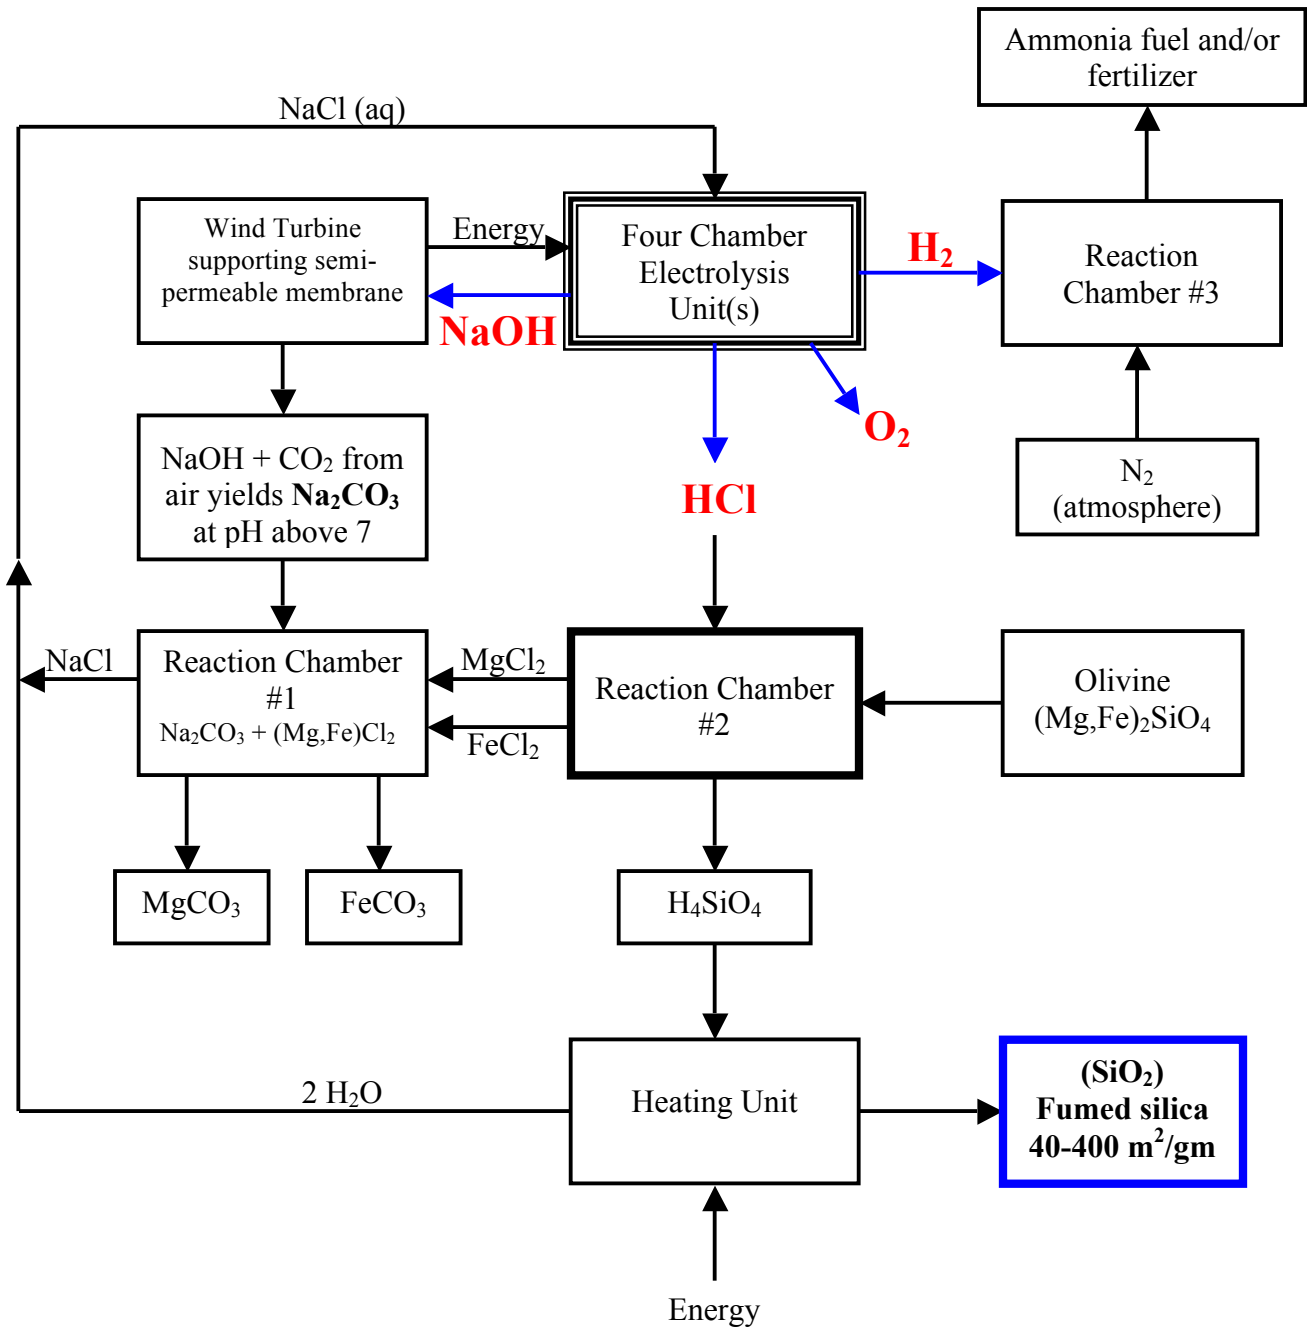 Ammonia fuel and/or
fertilizer
NaCl (aq)
Wind Turbine
supporting semi-
permeable membrane
Energy
NaOH
Four Chamber
Electrolysis
Unit(s)
H₂
Reaction
Chamber #3
O₂
HCl
NaOH + CO₂ from
air yields Na₂CO₃
at pH above 7
N₂
(atmosphere)
NaCl
Reaction Chamber
#1
Na₂CO₃ + (Mg,Fe)Cl₂
MgCl₂
FeCl₂
Reaction Chamber
#2
Olivine
(Mg,Fe)₂SiO₄
MgCO₃
FeCO₃
H₄SiO₄
2 H₂O
Heating Unit
(SiO₂)
Fumed silica
40-400 m²/gm
Energy